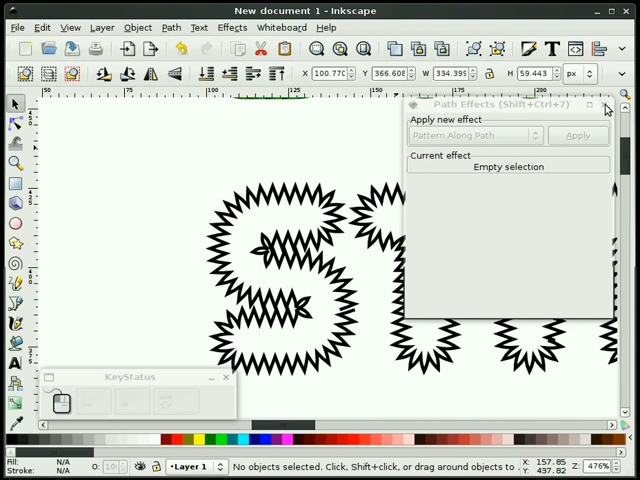 New document 1 - Inkscape
File Edit View Layer Object Path Text Effects Whiteboard Help
X 100.770 Y 366.608 W 334.399 H 59.443 px
50 100 125 150 175 200
Path Effects (Shift+Ctrl+7)
Apply new effect
Pattern Along Path Apply
Current effect
Empty selection
KeyStatus
Fill: N/A
Stroke: N/A
O:
Layer 1
No objects selected. Click, Shift+click, or drag around objects to
X: 157.85
Y: 437.82
Z: 476%